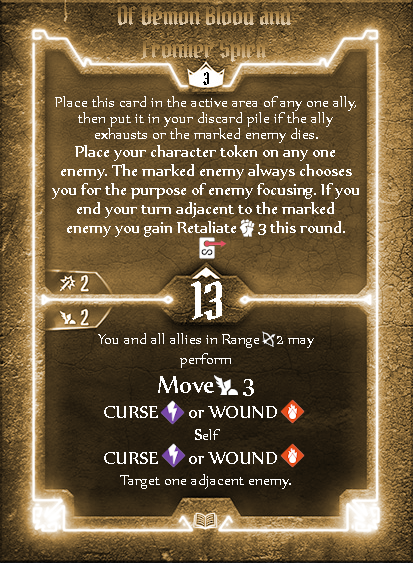 Of Demon Blood and
Frontier Spirit
3
Place this card in the active area of any one ally,
then put it in your discard pile if the ally
exhausts or the marked enemy dies.
Place your character token on any one
enemy. The marked enemy always chooses
you for the purpose of enemy focusing. If you
end your turn adjacent to the marked
enemy you gain Retaliate 3 this round.
2
13
2
You and all allies in Range 2 may
perform
Move 3
CURSE or WOUND
Self
CURSE or WOUND
Target one adjacent enemy.